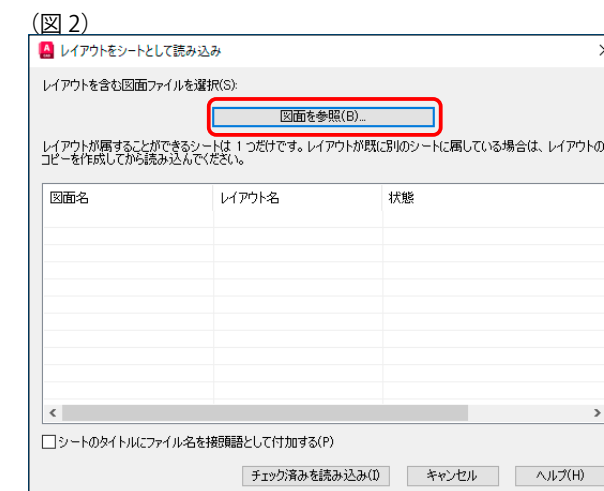 (図 2)
レイアウトをシートとして読み込み
レイアウトを含む図面ファイルを選択(S):
図面を参照(B)...
レイアウトが属することができるシートは 1 つだけです。レイアウトが既に別のシートに属している場合は、レイアウトの
コピーを作成してから読み込んでください。
図面名 レイアウト名 状態
シートのタイトルにファイル名を接頭語として付加する(P)
チェック済みを読み込み(I) キャンセル ヘルプ(H)